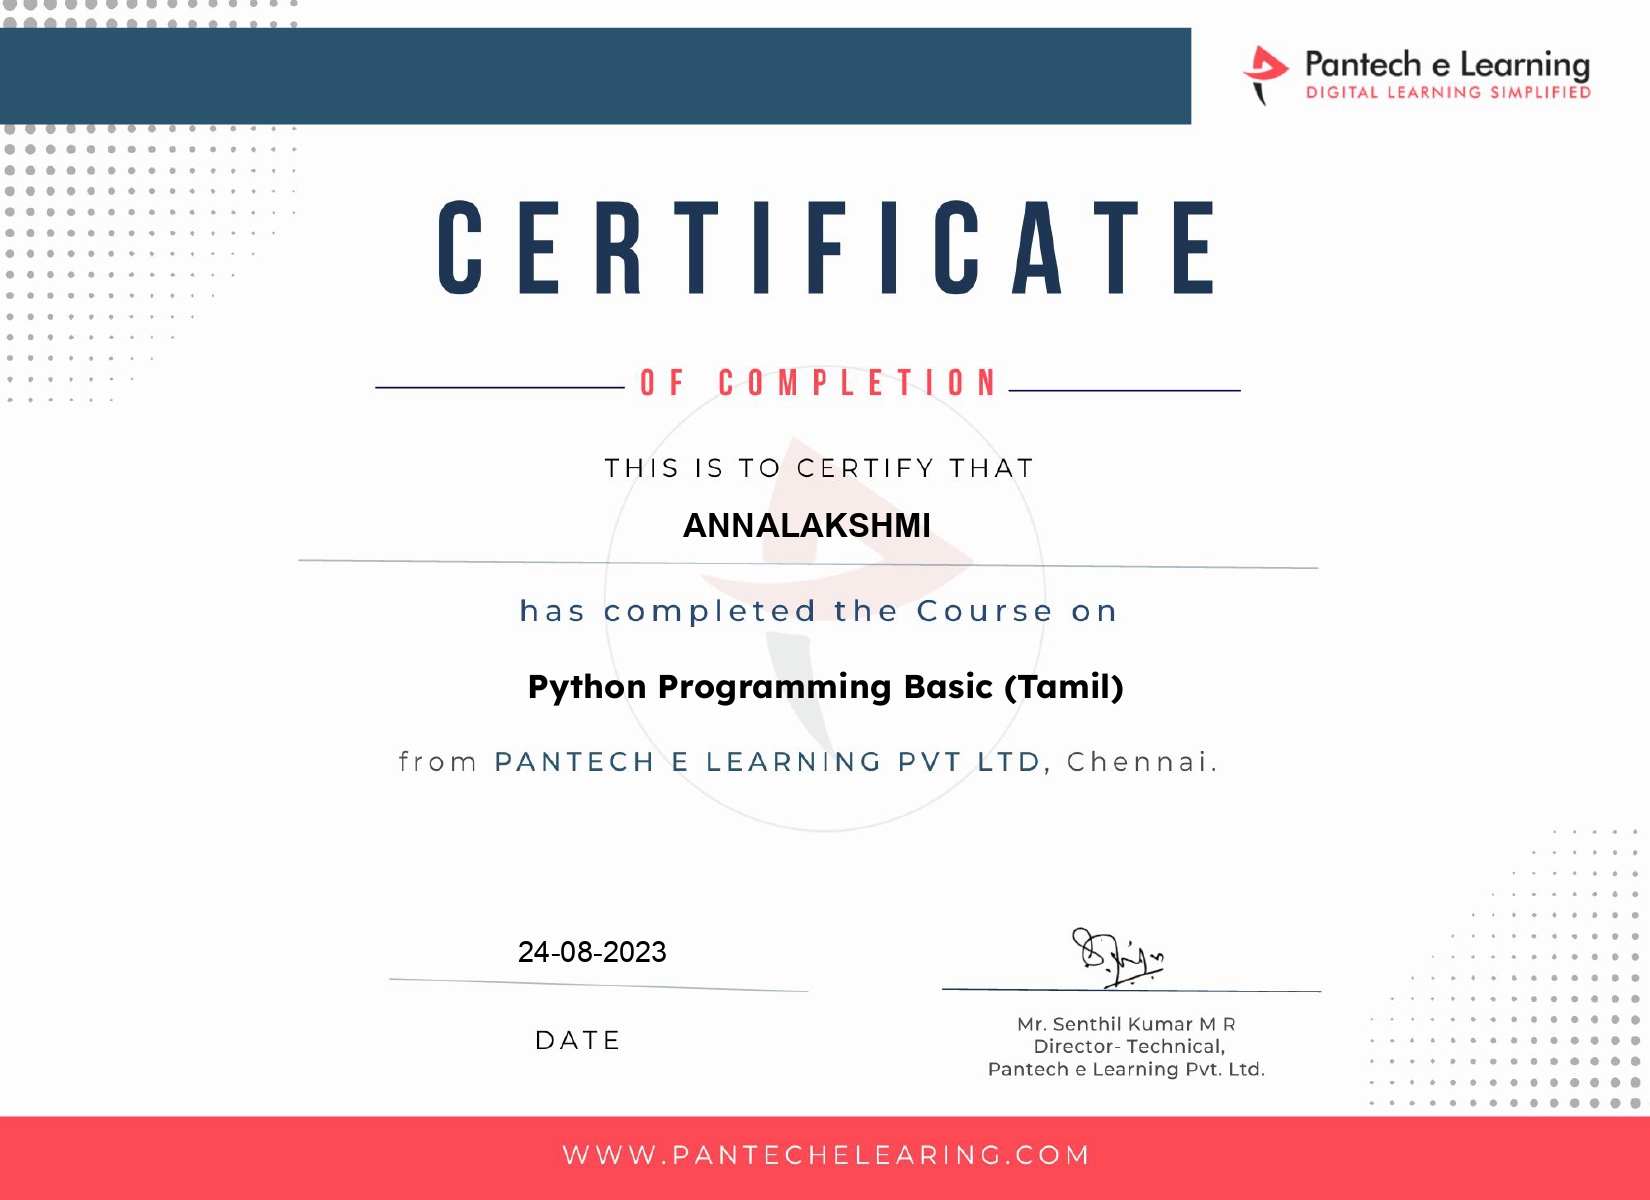 Pantech e Learning
DIGITAL LEARNING SIMPLIFIED
CERTIFICATE
OF COMPLETION
THIS IS TO CERTIFY THAT
ANNALAKSHMI
has completed the Course on
Python Programming Basic (Tamil)
from PANTECH E LEARNING PVT LTD, Chennai.
24-08-2023
DATE
Mr. Senthil Kumar M R
Director- Technical,
Pantech e Learning Pvt. Ltd.
WWW.PANTECHELEARING.COM